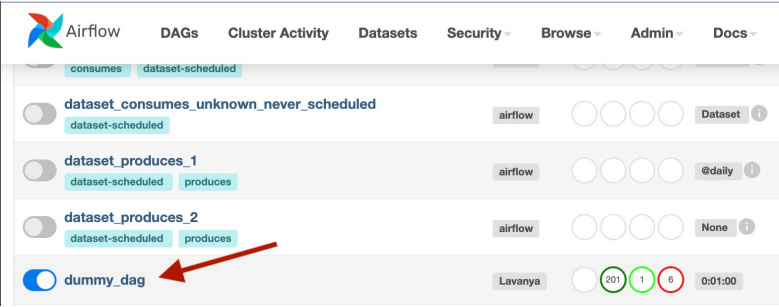 Airflow DAGs Cluster Activity Datasets Security Browse Admin Docs
consumes dataset-scheduled
dataset_consumes_unknown_never_scheduled
dataset-scheduled
airflow Dataset i
dataset_produces_1
dataset-scheduled produces
airflow @daily i
dataset_produces_2
dataset-scheduled produces
airflow None i
dummy_dag Lavanya 201 1 6 0:01:00